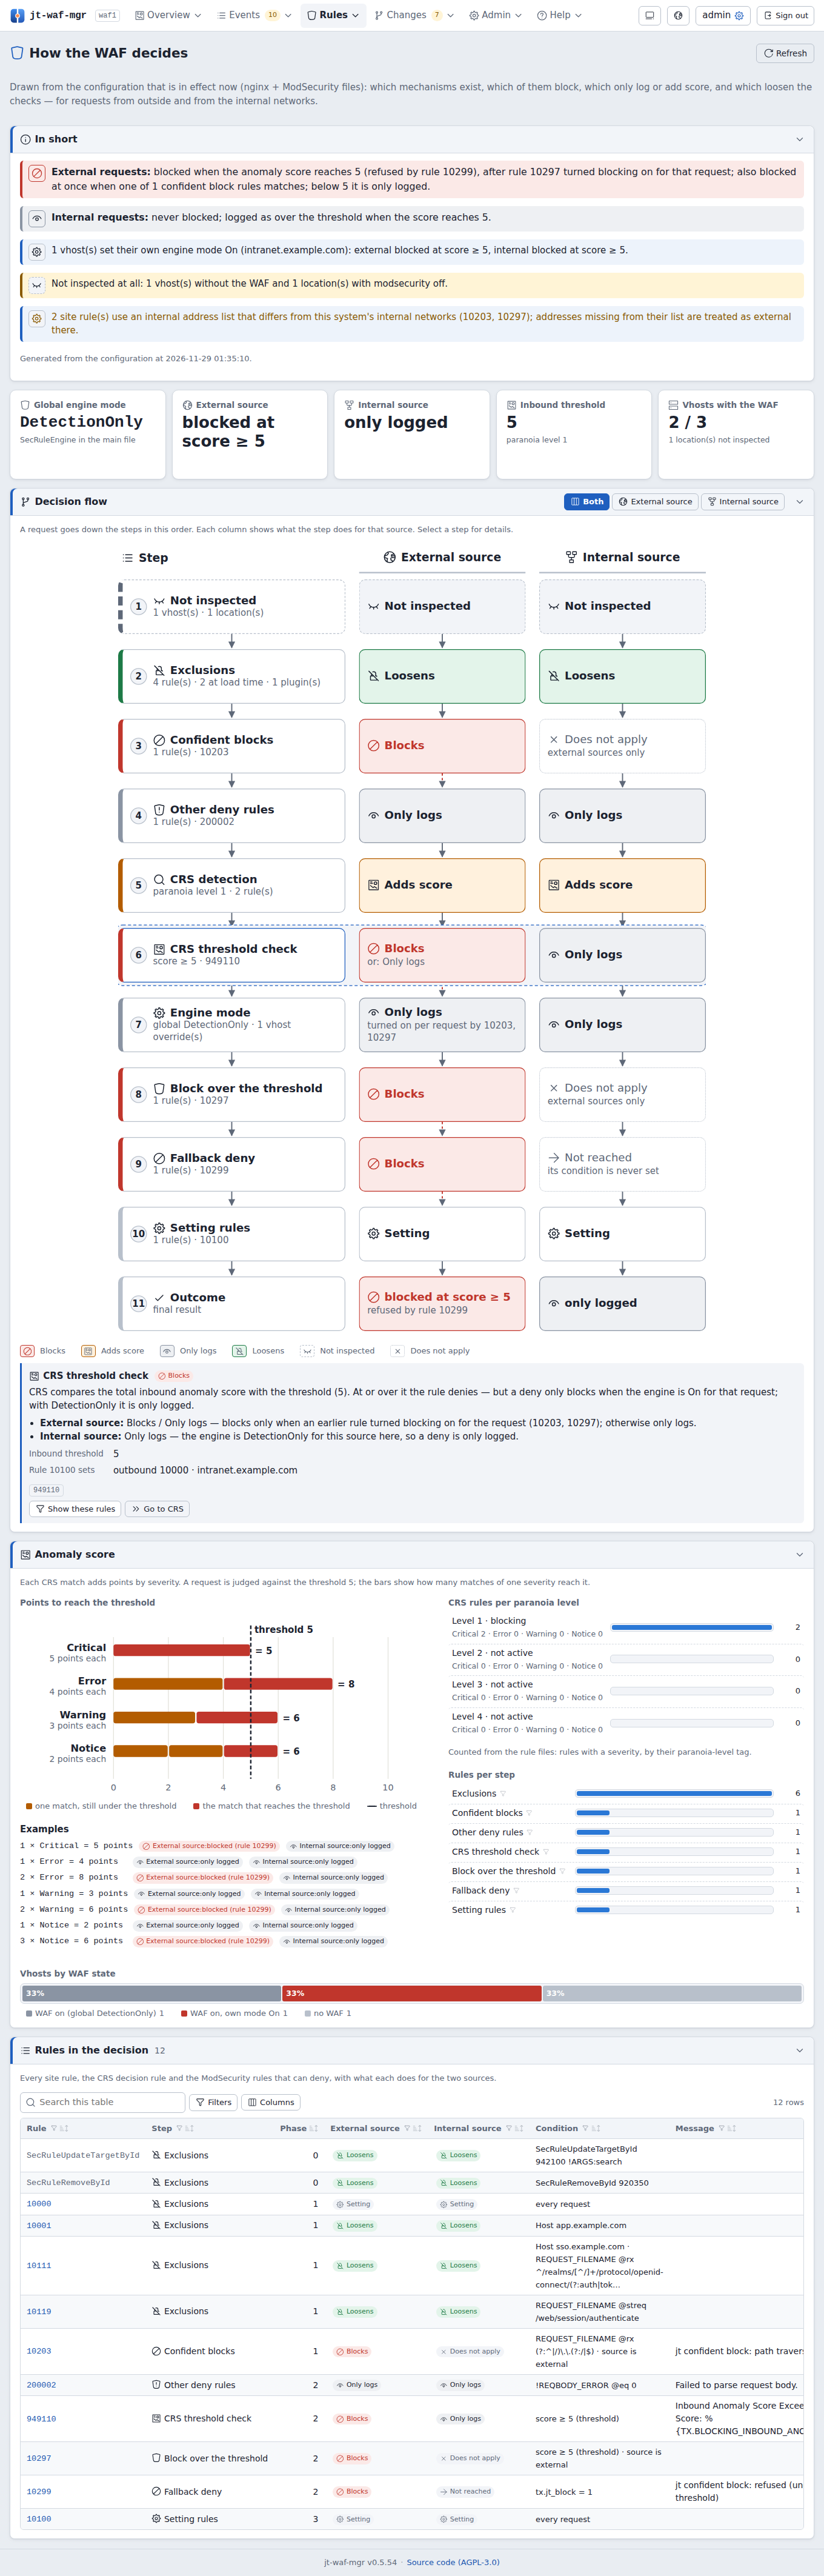 jt-waf-mgr waf1 Overview Events 10 Rules Changes 7 Admin Help admin Sign out
How the WAF decides Refresh
Drawn from the configuration that is in effect now (nginx + ModSecurity files): which mechanisms exist, which of them block, which only log or add score, and which loosen the
checks — for requests from outside and from the internal networks.
In short
External requests: blocked when the anomaly score reaches 5 (refused by rule 10299), after rule 10297 turned blocking on for that request; also blocked
at once when one of 1 confident block rules matches; below 5 it is only logged.
Internal requests: never blocked; logged as over the threshold when the score reaches 5.
1 vhost(s) set their own engine mode On (intranet.example.com): external blocked at score ≥ 5, internal blocked at score ≥ 5.
Not inspected at all: 1 vhost(s) without the WAF and 1 location(s) with modsecurity off.
2 site rule(s) use an internal address list that differs from this system's internal networks (10203, 10297); addresses missing from their list are treated as external
there.
Generated from the configuration at 2026-11-29 01:35:10.
Global engine mode
DetectionOnly
SecRuleEngine in the main file
External source
blocked at
score ≥ 5
Internal source
only logged
Inbound threshold
5
paranoia level 1
Vhosts with the WAF
2 / 3
1 location(s) not inspected
Decision flow Both External source Internal source
A request goes down the steps in this order. Each column shows what the step does for that source. Select a step for details.
Step External source Internal source
1 Not inspected
1 vhost(s) · 1 location(s)
Not inspected Not inspected
2 Exclusions
4 rule(s) · 2 at load time · 1 plugin(s)
Loosens Loosens
3 Confident blocks
1 rule(s) · 10203
Blocks
Does not apply
external sources only
4 Other deny rules
1 rule(s) · 200002
Only logs Only logs
5 CRS detection
paranoia level 1 · 2 rule(s)
Adds score Adds score
6 CRS threshold check
score ≥ 5 · 949110
Blocks
or: Only logs
Only logs
7 Engine mode
global DetectionOnly · 1 vhost
override(s)
Only logs
turned on per request by 10203,
10297
Only logs
8 Block over the threshold
1 rule(s) · 10297
Blocks
Does not apply
external sources only
9 Fallback deny
1 rule(s) · 10299
Blocks
Not reached
its condition is never set
10 Setting rules
1 rule(s) · 10100
Setting Setting
11 Outcome
final result
blocked at score ≥ 5
refused by rule 10299
only logged
Blocks Adds score Only logs Loosens Not inspected Does not apply
CRS threshold check Blocks
CRS compares the total inbound anomaly score with the threshold (5). At or over it the rule denies — but a deny only blocks when the engine is On for that request;
with DetectionOnly it is only logged.
• External source: Blocks / Only logs — blocks only when an earlier rule turned blocking on for the request (10203, 10297); otherwise only logs.
• Internal source: Only logs — the engine is DetectionOnly for this source here, so a deny is only logged.
Inbound threshold 5
Rule 10100 sets outbound 10000 · intranet.example.com
949110
Show these rules Go to CRS
Anomaly score
Each CRS match adds points by severity. A request is judged against the threshold 5; the bars show how many matches of one severity reach it.
Points to reach the threshold
threshold 5
Critical
5 points each
= 5
Error
4 points each
= 8
Warning
3 points each
= 6
Notice
2 points each
= 6
0 2 4 6 8 10
one match, still under the threshold the match that reaches the threshold threshold
Examples
1 × Critical = 5 points External source:blocked (rule 10299) Internal source:only logged
1 × Error = 4 points External source:only logged Internal source:only logged
2 × Error = 8 points External source:blocked (rule 10299) Internal source:only logged
1 × Warning = 3 points External source:only logged Internal source:only logged
2 × Warning = 6 points External source:blocked (rule 10299) Internal source:only logged
1 × Notice = 2 points External source:only logged Internal source:only logged
3 × Notice = 6 points External source:blocked (rule 10299) Internal source:only logged
CRS rules per paranoia level
Level 1 · blocking
Critical 2 · Error 0 · Warning 0 · Notice 0
2
Level 2 · not active
Critical 0 · Error 0 · Warning 0 · Notice 0
0
Level 3 · not active
Critical 0 · Error 0 · Warning 0 · Notice 0
0
Level 4 · not active
Critical 0 · Error 0 · Warning 0 · Notice 0
0
Counted from the rule files: rules with a severity, by their paranoia-level tag.
Rules per step
Exclusions 6
Confident blocks 1
Other deny rules 1
CRS threshold check 1
Block over the threshold 1
Fallback deny 1
Setting rules 1
Vhosts by WAF state
33% 33% 33%
WAF on (global DetectionOnly) 1 WAF on, own mode On 1 no WAF 1
Rules in the decision 12
Every site rule, the CRS decision rule and the ModSecurity rules that can deny, with what each does for the two sources.
Search this table Filters Columns 12 rows
Rule Step Phase External source Internal source Condition Message
SecRuleUpdateTargetById Exclusions 0 Loosens Loosens SecRuleUpdateTargetById
942100 !ARGS:search
SecRuleRemoveById Exclusions 0 Loosens Loosens SecRuleRemoveById 920350
10000 Exclusions 1 Setting Setting every request
10001 Exclusions 1 Loosens Loosens Host app.example.com
10111 Exclusions 1 Loosens Loosens Host sso.example.com ·
REQUEST_FILENAME @rx
^/realms/[^/]+/protocol/openid-
connect/(?:auth|tok…
10119 Exclusions 1 Loosens Loosens REQUEST_FILENAME @streq
/web/session/authenticate
10203 Confident blocks 1 Blocks Does not apply REQUEST_FILENAME @rx
(?:^|/)\.\.(?:/|$) · source is
external
jt confident block: path travers
200002 Other deny rules 2 Only logs Only logs !REQBODY_ERROR @eq 0 Failed to parse request body.
949110 CRS threshold check 2 Blocks Only logs score ≥ 5 (threshold)
Inbound Anomaly Score Excee
Score: %
{TX.BLOCKING_INBOUND_ANC
10297 Block over the threshold 2 Blocks Does not apply score ≥ 5 (threshold) · source is
external
10299 Fallback deny 2 Blocks Not reached tx.jt_block = 1
jt confident block: refused (un
threshold)
10100 Setting rules 3 Setting Setting every request
jt-waf-mgr v0.5.54 · Source code (AGPL-3.0)